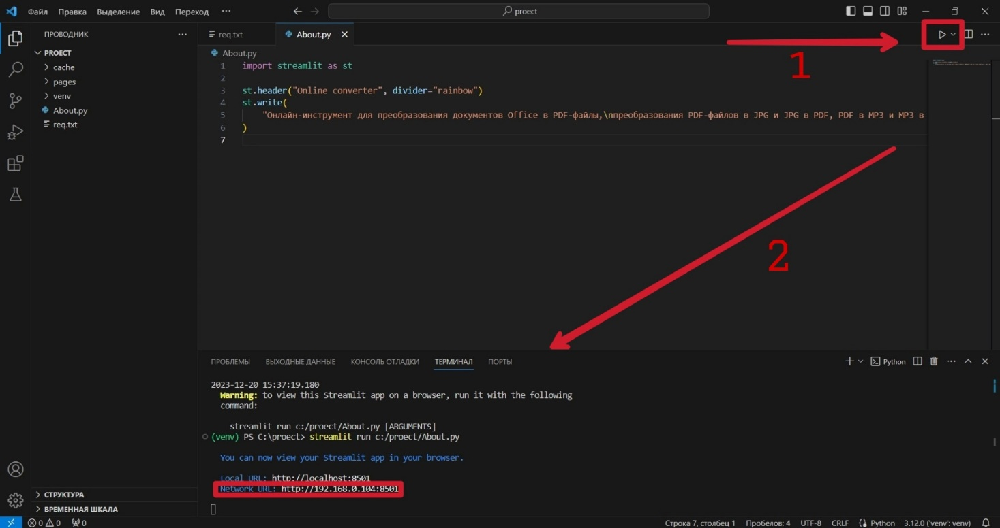 Файл Правка Выделение Вид Переход ··· proect
ПРОВОДНИК ···
PROECT
cache
pages
venv
About.py
req.txt
req.txt About.py
About.py
1 import streamlit as st
2
3 st.header("Online converter", divider="rainbow")
4 st.write(
5 "Онлайн-инструмент для преобразования документов Office в PDF-файлы,\nпреобразования PDF-файлов в JPG и JPG в PDF, PDF в MP3 и MP3 в
6 )
7
1
2
ПРОБЛЕМЫ ВЫХОДНЫЕ ДАННЫЕ КОНСОЛЬ ОТЛАДКИ ТЕРМИНАЛ ПОРТЫ Python
2023-12-20 15:37:19.180
Warning: to view this Streamlit app on a browser, run it with the following
command:
streamlit run c:/proect/About.py [ARGUMENTS]
(venv) PS C:\proect> streamlit run c:/proect/About.py
You can now view your Streamlit app in your browser.
Local URL: http://localhost:8501
Network URL: http://192.168.0.104:8501
СТРУКТУРА
ВРЕМЕННАЯ ШКАЛА
0 0 0 Строка 7, столбец 1 Пробелов: 4 UTF-8 CRLF Python 3.12.0 ('venv': venv)